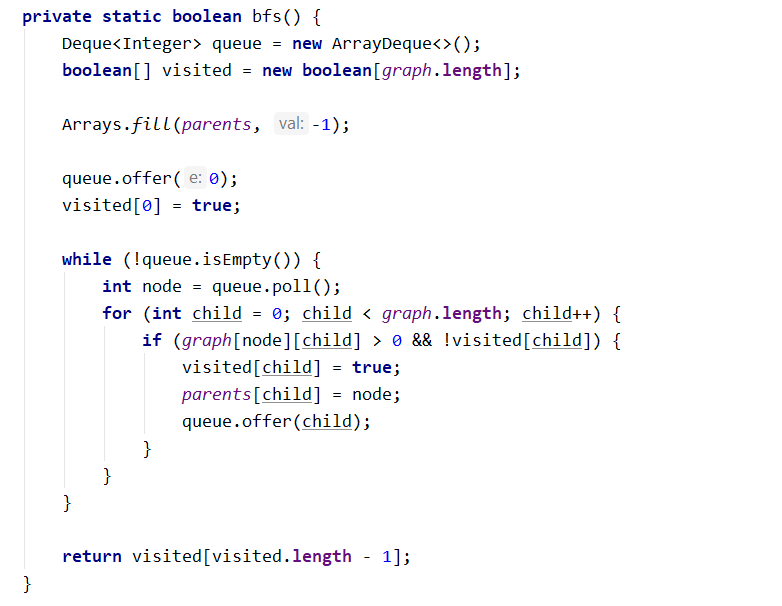 private static boolean bfs() {
    Deque<Integer> queue = new ArrayDeque<>();
    boolean[] visited = new boolean[graph.length];

    Arrays.fill(parents, val: -1);

    queue.offer( e: 0);
    visited[0] = true;

    while (!queue.isEmpty()) {
        int node = queue.poll();
        for (int child = 0; child < graph.length; child++) {
            if (graph[node][child] > 0 && !visited[child]) {
                visited[child] = true;
                parents[child] = node;
                queue.offer(child);
            }
        }
    }

    return visited[visited.length - 1];
}